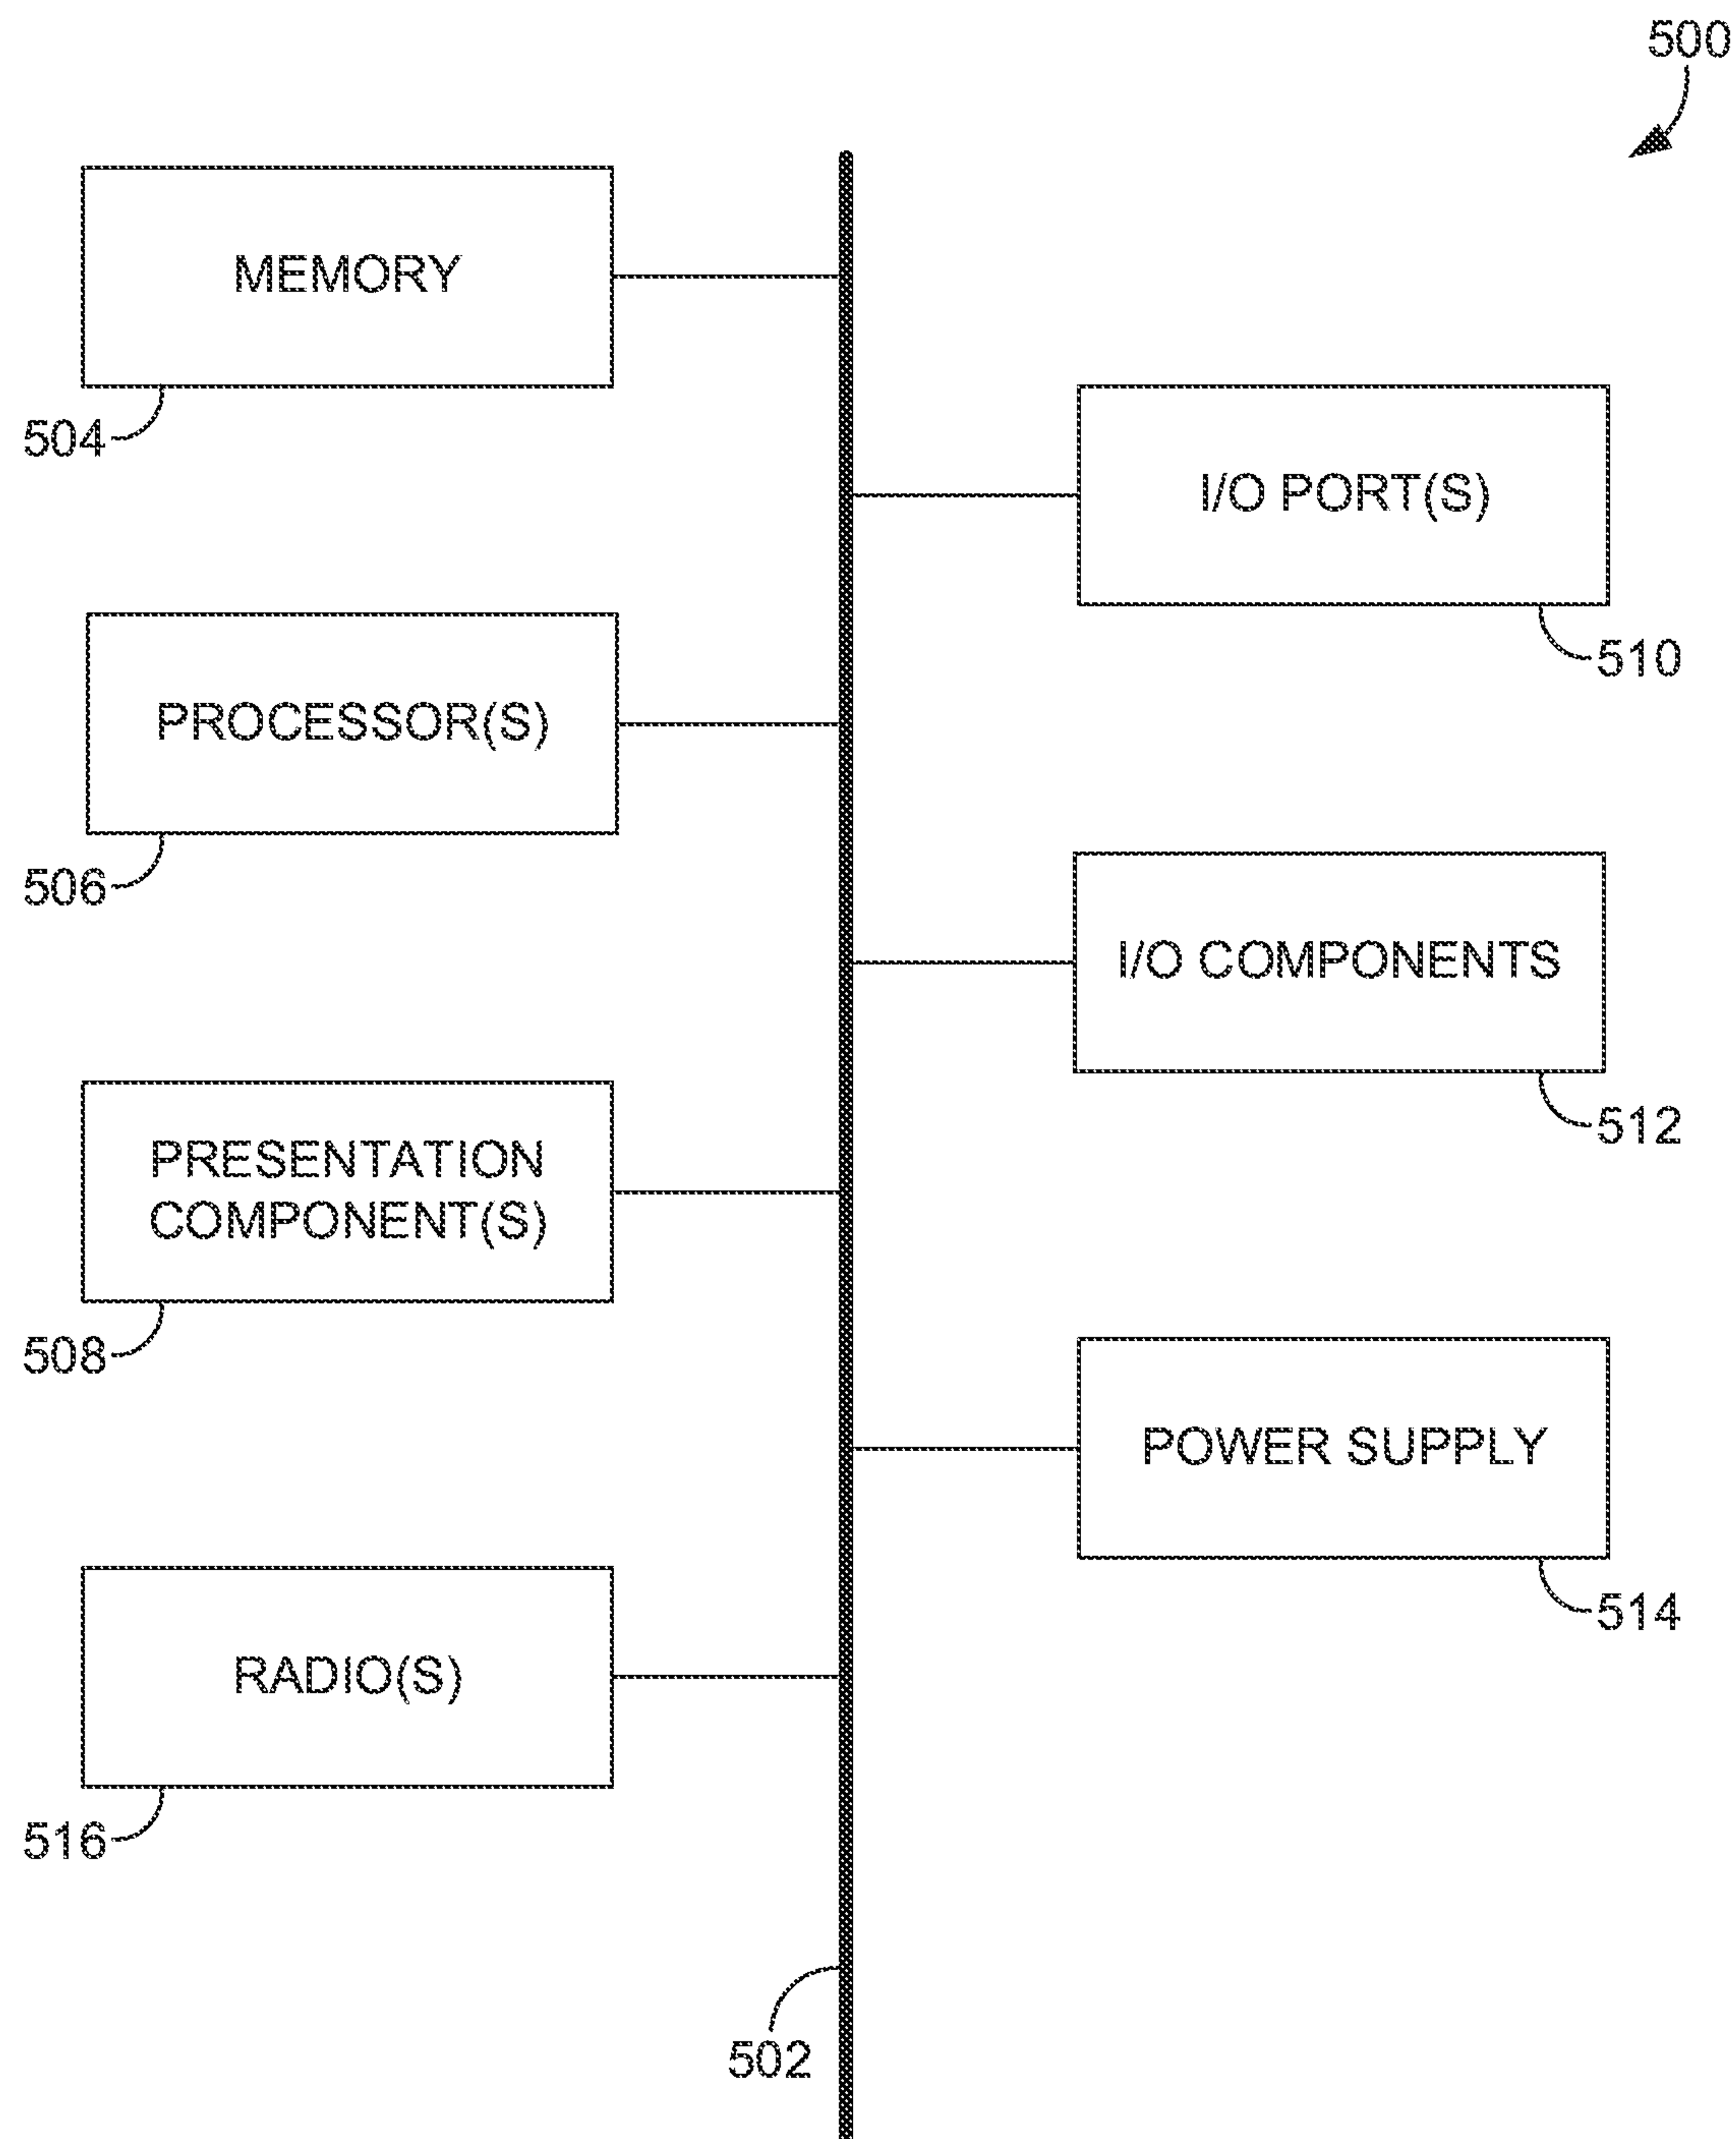 500
MEMORY
504
I/O PORT(S)
510
PROCESSOR(S)
506
I/O COMPONENTS
512
PRESENTATION
COMPONENT(S)
508
POWER SUPPLY
514
RADIO(S)
516
502